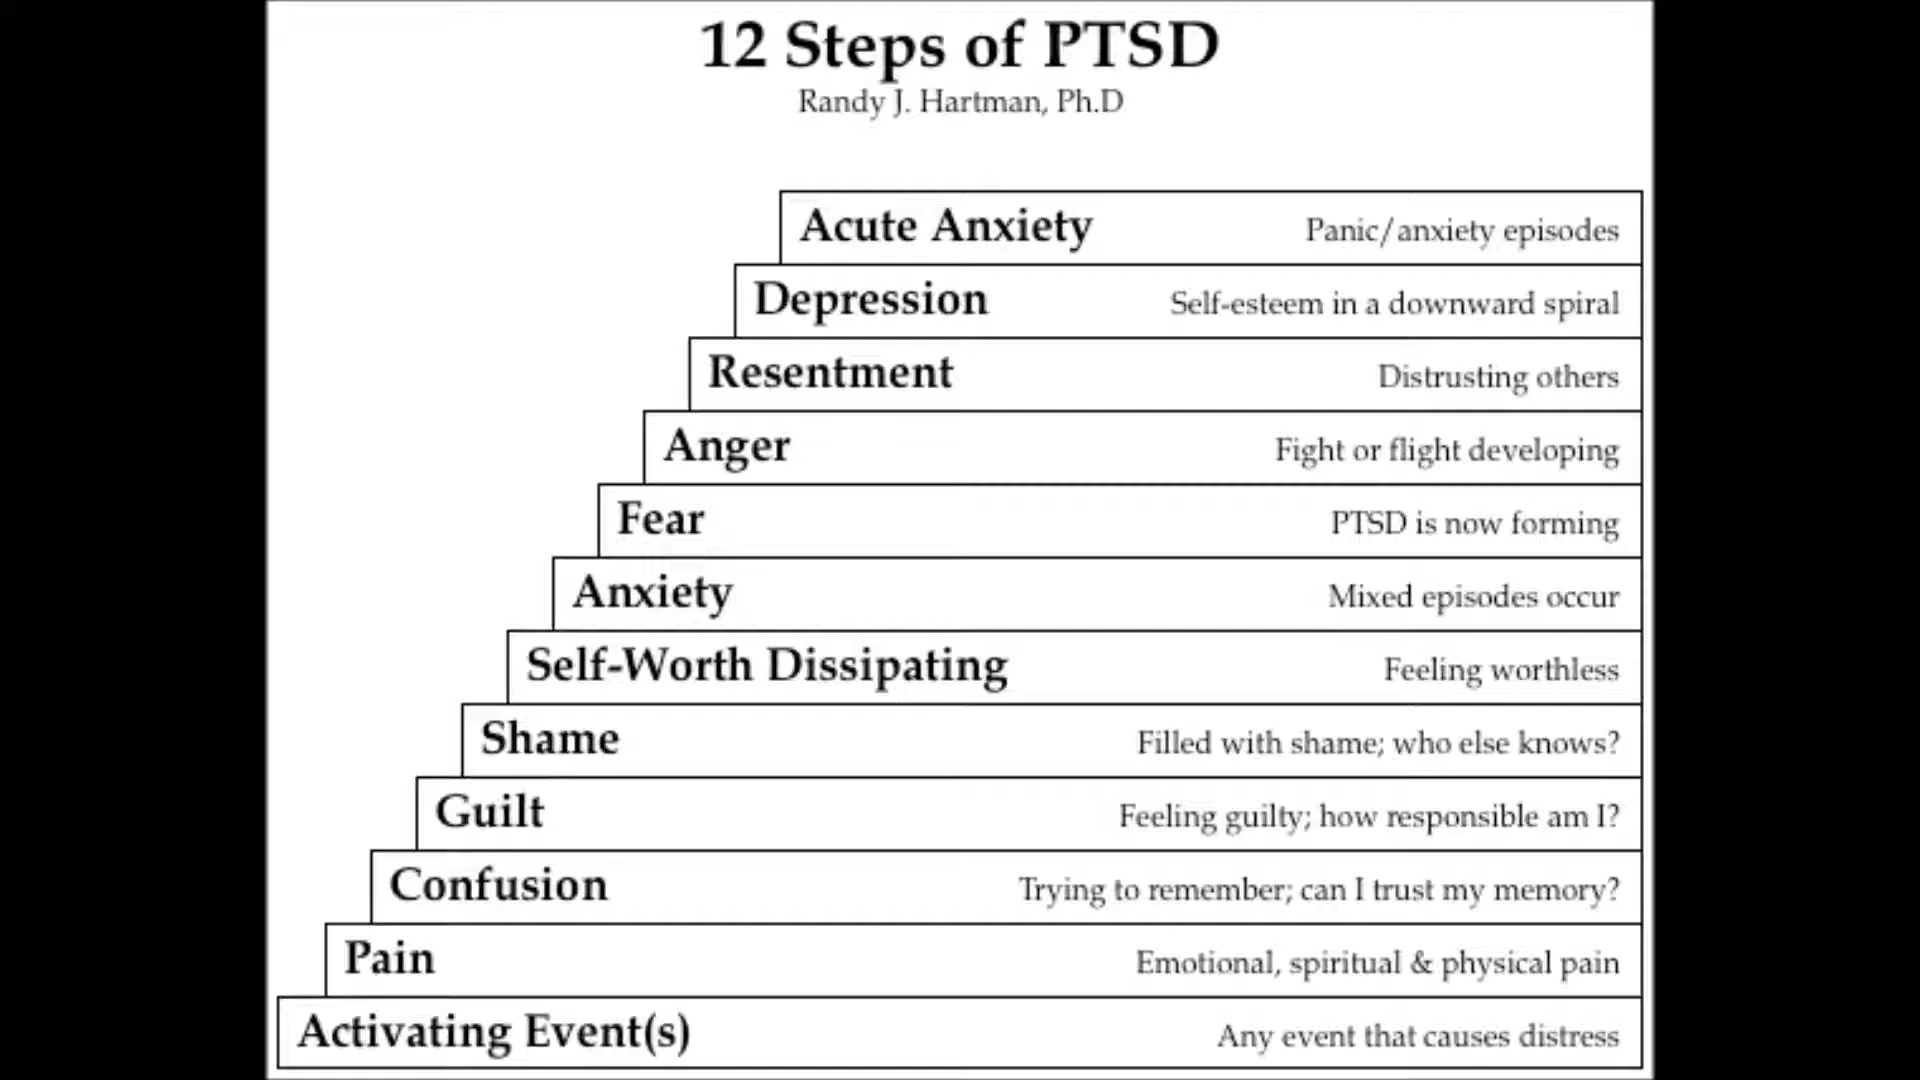 12 Steps of PTSD
Randy J. Hartman, Ph.D
Acute Anxiety Panic/anxiety episodes
Depression Self-esteem in a downward spiral
Resentment Distrusting others
Anger Fight or flight developing
Fear PTSD is now forming
Anxiety Mixed episodes occur
Self-Worth Dissipating Feeling worthless
Shame Filled with shame; who else knows?
Guilt Feeling guilty; how responsible am I?
Confusion Trying to remember; can I trust my memory?
Pain Emotional, spiritual & physical pain
Activating Event(s) Any event that causes distress